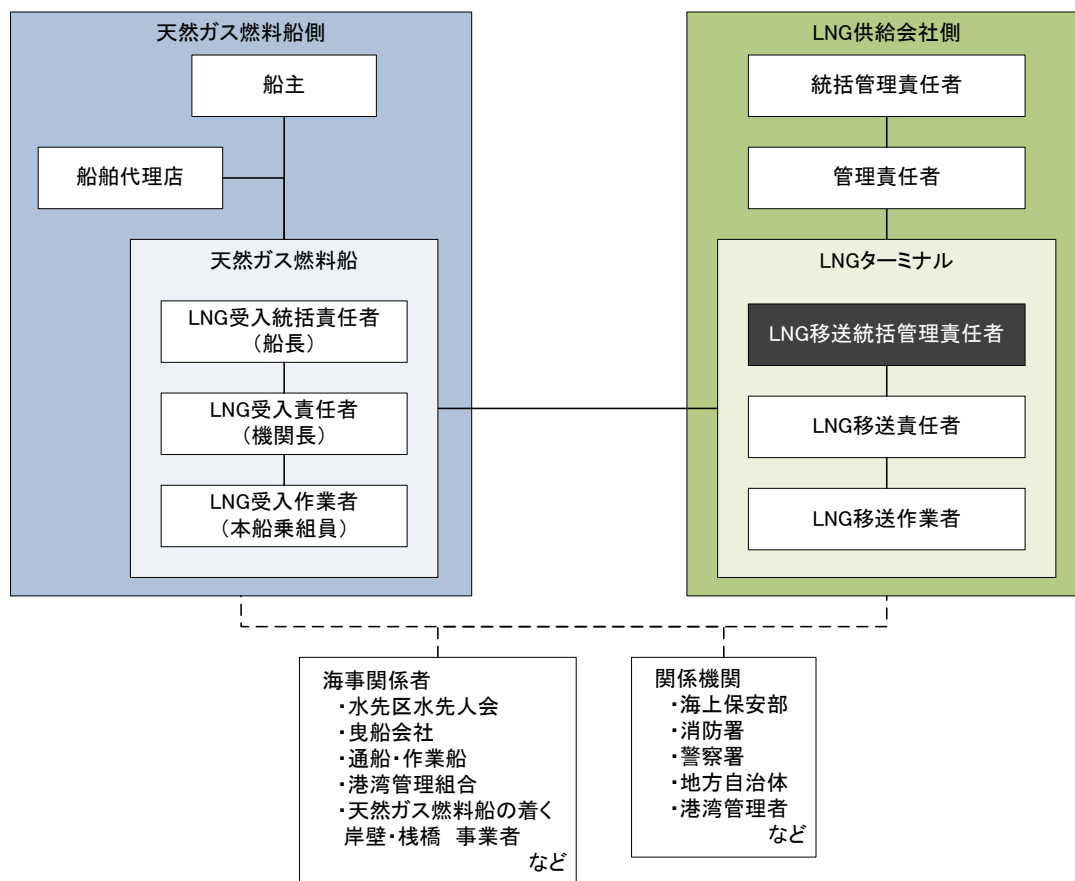 天然ガス燃料船側
船主
船舶代理店
天然ガス燃料船
LNG受入統括責任者
（船長）
LNG受入責任者
（機関長）
LNG受入作業者
（本船乗組員）
LNG供給会社側
統括管理責任者
管理責任者
LNGターミナル
LNG移送統括管理責任者
LNG移送責任者
LNG移送作業者
海事関係者
・水先区水先人会
・曳船会社
・通船・作業船
・港湾管理組合
・天然ガス燃料船の着く
岸壁・桟橋　事業者
など
関係機関
・海上保安部
・消防署
・警察署
・地方自治体
・港湾管理者
など